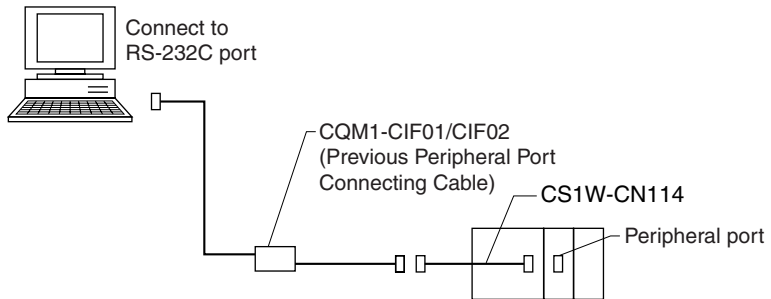 Connect to
RS-232C port
CQM1-CIF01/CIF02
(Previous Peripheral Port
Connecting Cable)
CS1W-CN114
Peripheral port